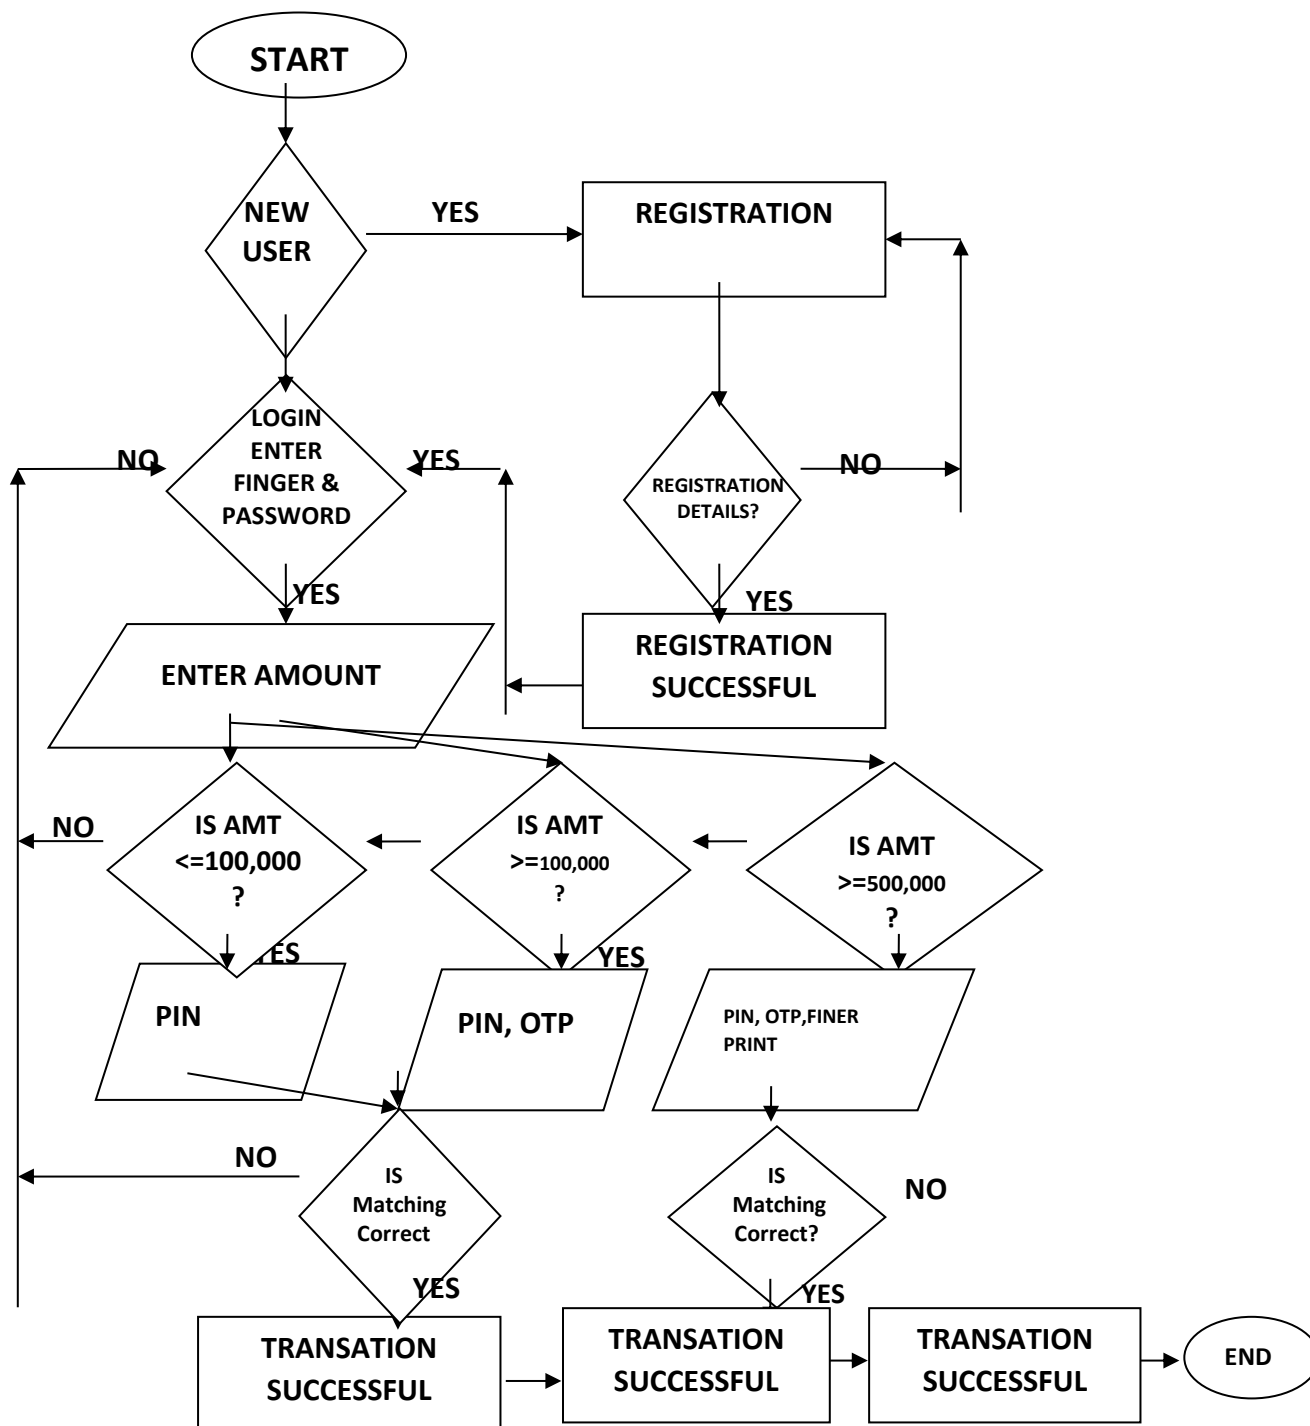 START
NEW
USER
YES
REGISTRATION
LOGIN
ENTER
FINGER &
PASSWORD
NO
YES
REGISTRATION
DETAILS?
NO
YES
YES
ENTER AMOUNT
REGISTRATION
SUCCESSFUL
NO
IS AMT
<=100,000
?
IS AMT
>=100,000
?
IS AMT
>=500,000
?
YES
YES
PIN
PIN, OTP
PIN, OTP,FINER
PRINT
NO
IS
Matching
Correct
IS
Matching
Correct?
NO
YES
YES
TRANSATION
SUCCESSFUL
TRANSATION
SUCCESSFUL
TRANSATION
SUCCESSFUL
END